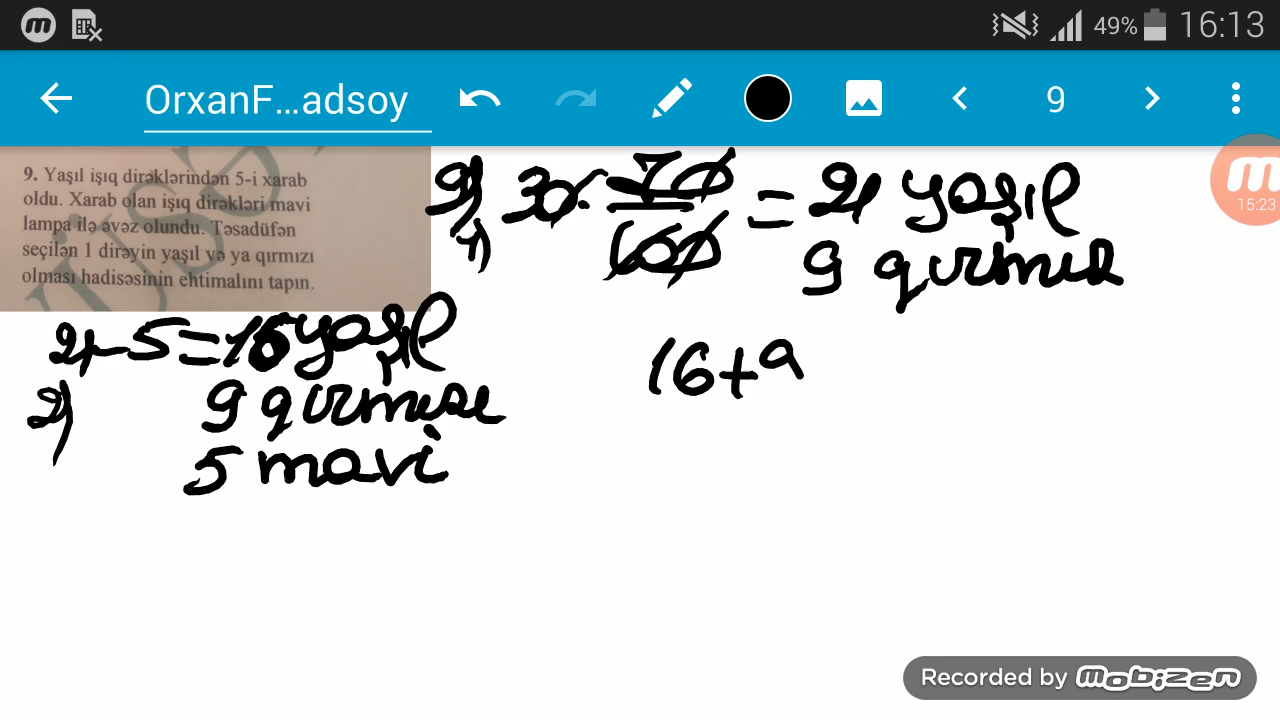 49% 16:13
OrxanF...adsoy 9
9. Yaşıl işıq dirəklərindən 5-i xarab
oldu. Xarab olan işıq dirəkləri mavi
lampa ilə əvəz olundu. Təsadüfən
seçilən 1 dirəyin yaşıl və ya qırmızı
olması hadisəsinin ehtimalını tapın.
15:23
9) 30 · 70/100 = 21 yaşıl
1) 9 qırmızı
21-5=16 yaşıl
2) 9 qırmızı
5 mavi
16+9
Recorded by mobizen